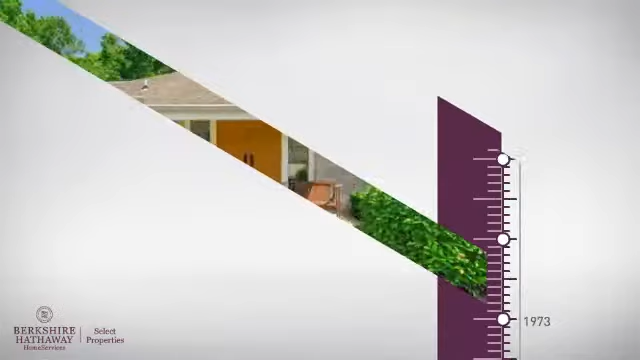 1973
BERKSHIRE
HATHAWAY
HomeServices
Select
Properties